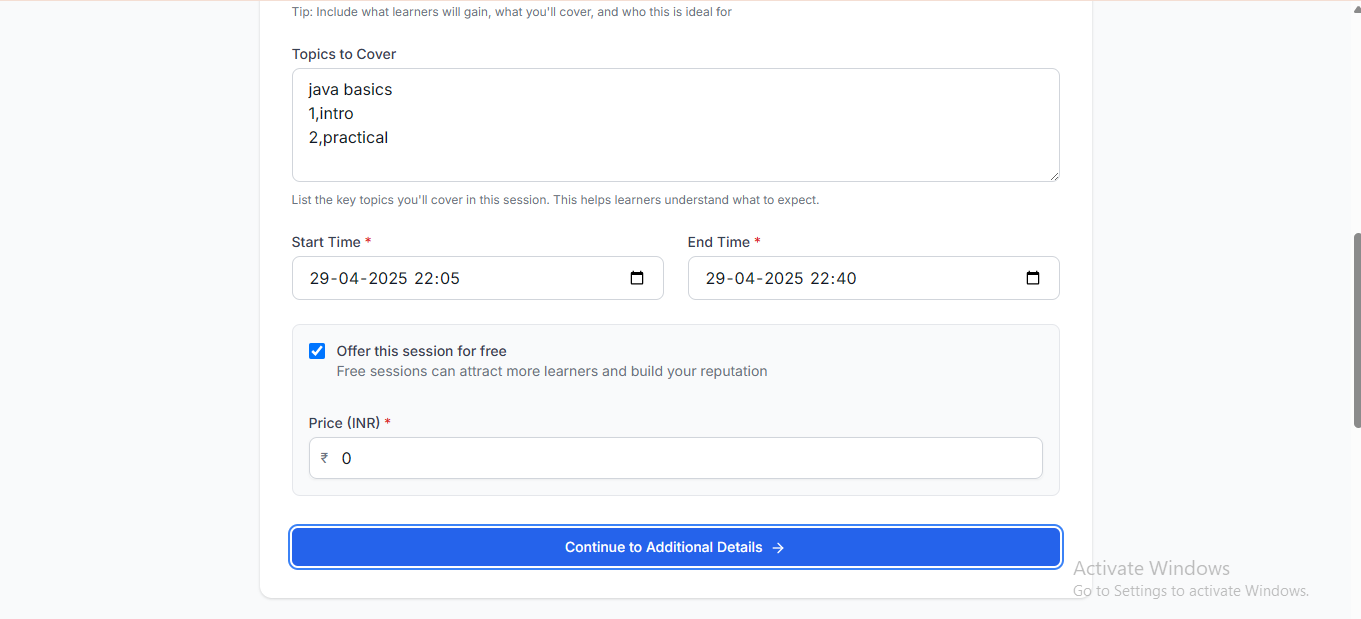 Tip: Include what learners will gain, what you'll cover, and who this is ideal for
Topics to Cover
java basics
1,intro
2,practical
List the key topics you'll cover in this session. This helps learners understand what to expect.
Start Time *
End Time *
29-04-2025 22:05
29-04-2025 22:40
Offer this session for free
Free sessions can attract more learners and build your reputation
Price (INR) *
₹ 0
Continue to Additional Details →
Activate Windows
Go to Settings to activate Windows.